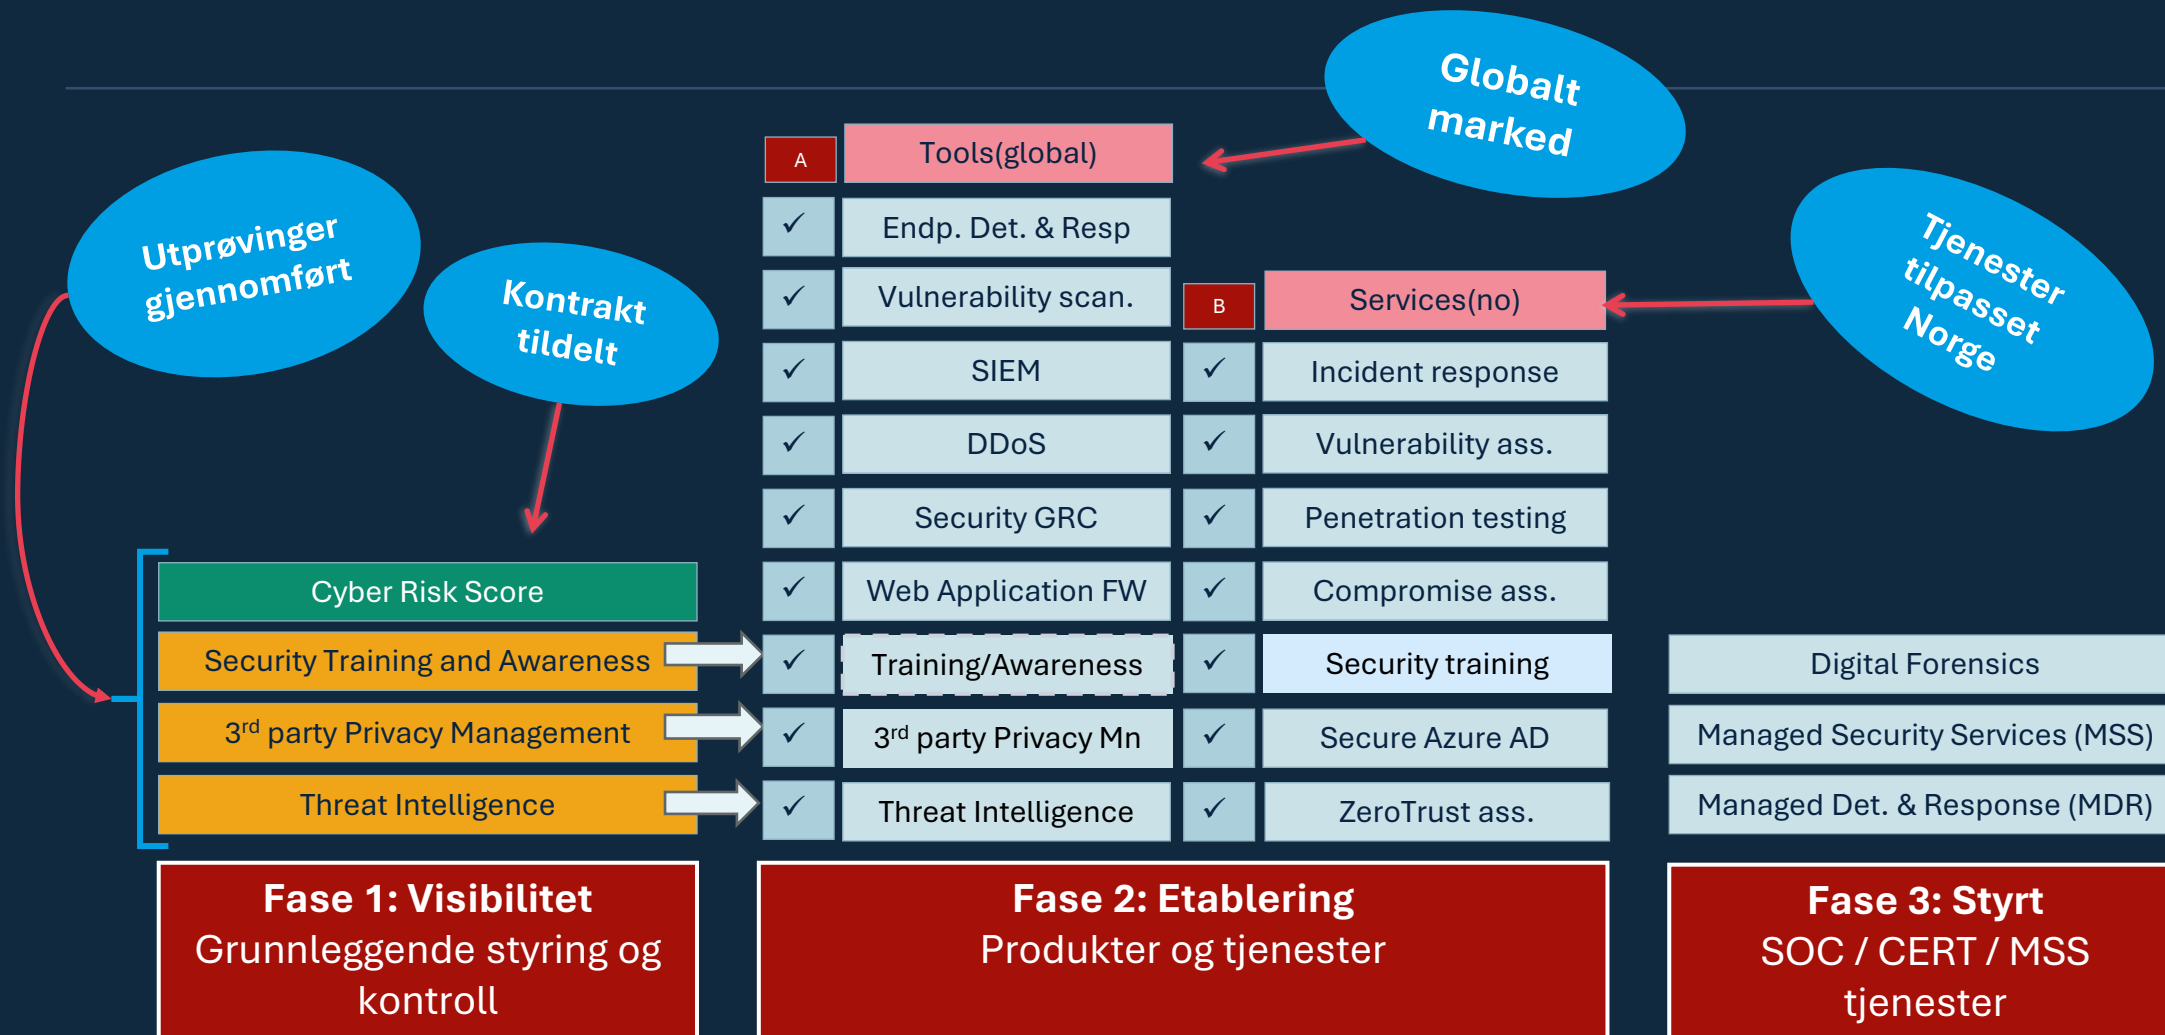 Globalt
marked
Utprøvinger
gjennomført
Kontrakt
tildelt
Tjenester
tilpasset
Norge
Cyber Risk Score
Security Training and Awareness
3rd party Privacy Management
Threat Intelligence
Fase 1: Visibilitet
Grunnleggende styring og
kontroll
A
Tools(global)
✓ Endp. Det. & Resp
✓ Vulnerability scan.
✓ SIEM
✓ DDoS
✓ Security GRC
✓ Web Application FW
✓ Training/Awareness
✓ 3rd party Privacy Mn
✓ Threat Intelligence
B
Services(no)
✓ Incident response
✓ Vulnerability ass.
✓ Penetration testing
✓ Compromise ass.
✓ Security training
✓ Secure Azure AD
✓ ZeroTrust ass.
Fase 2: Etablering
Produkter og tjenester
Digital Forensics
Managed Security Services (MSS)
Managed Det. & Response (MDR)
Fase 3: Styrt
SOC / CERT / MSS
tjenester